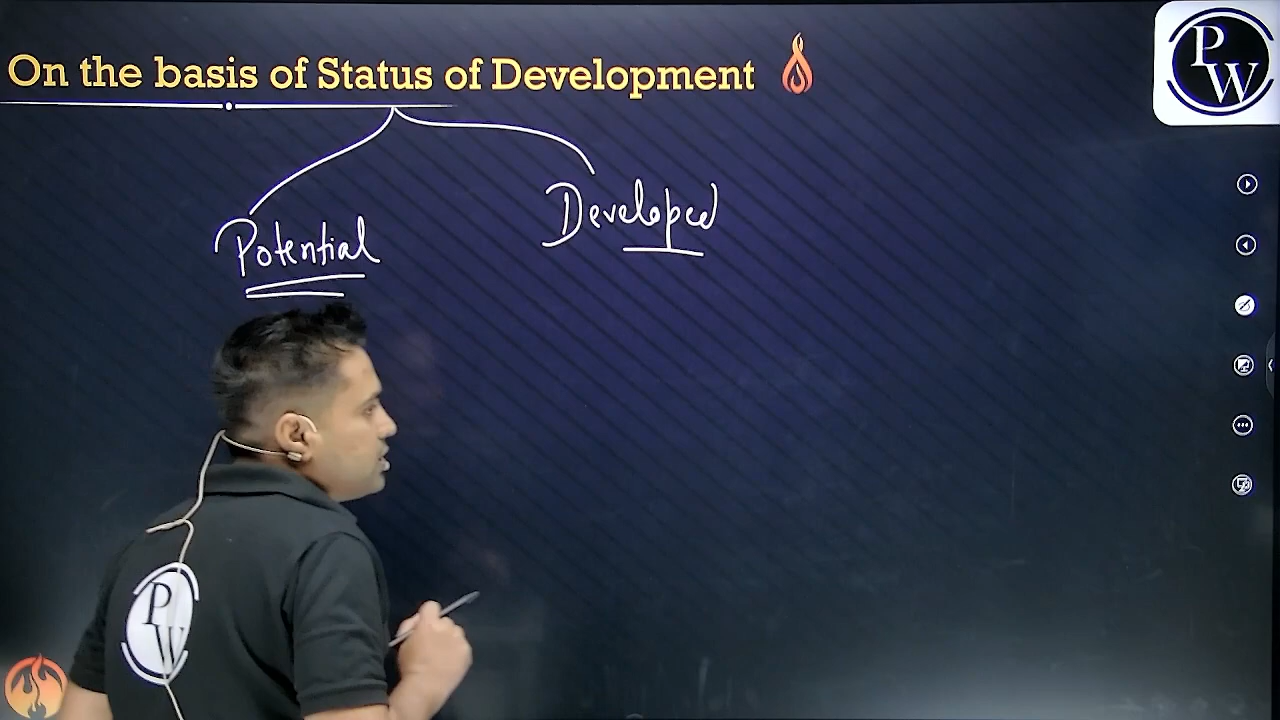 On the basis of Status of Development
PW
Potential
Developed
PW